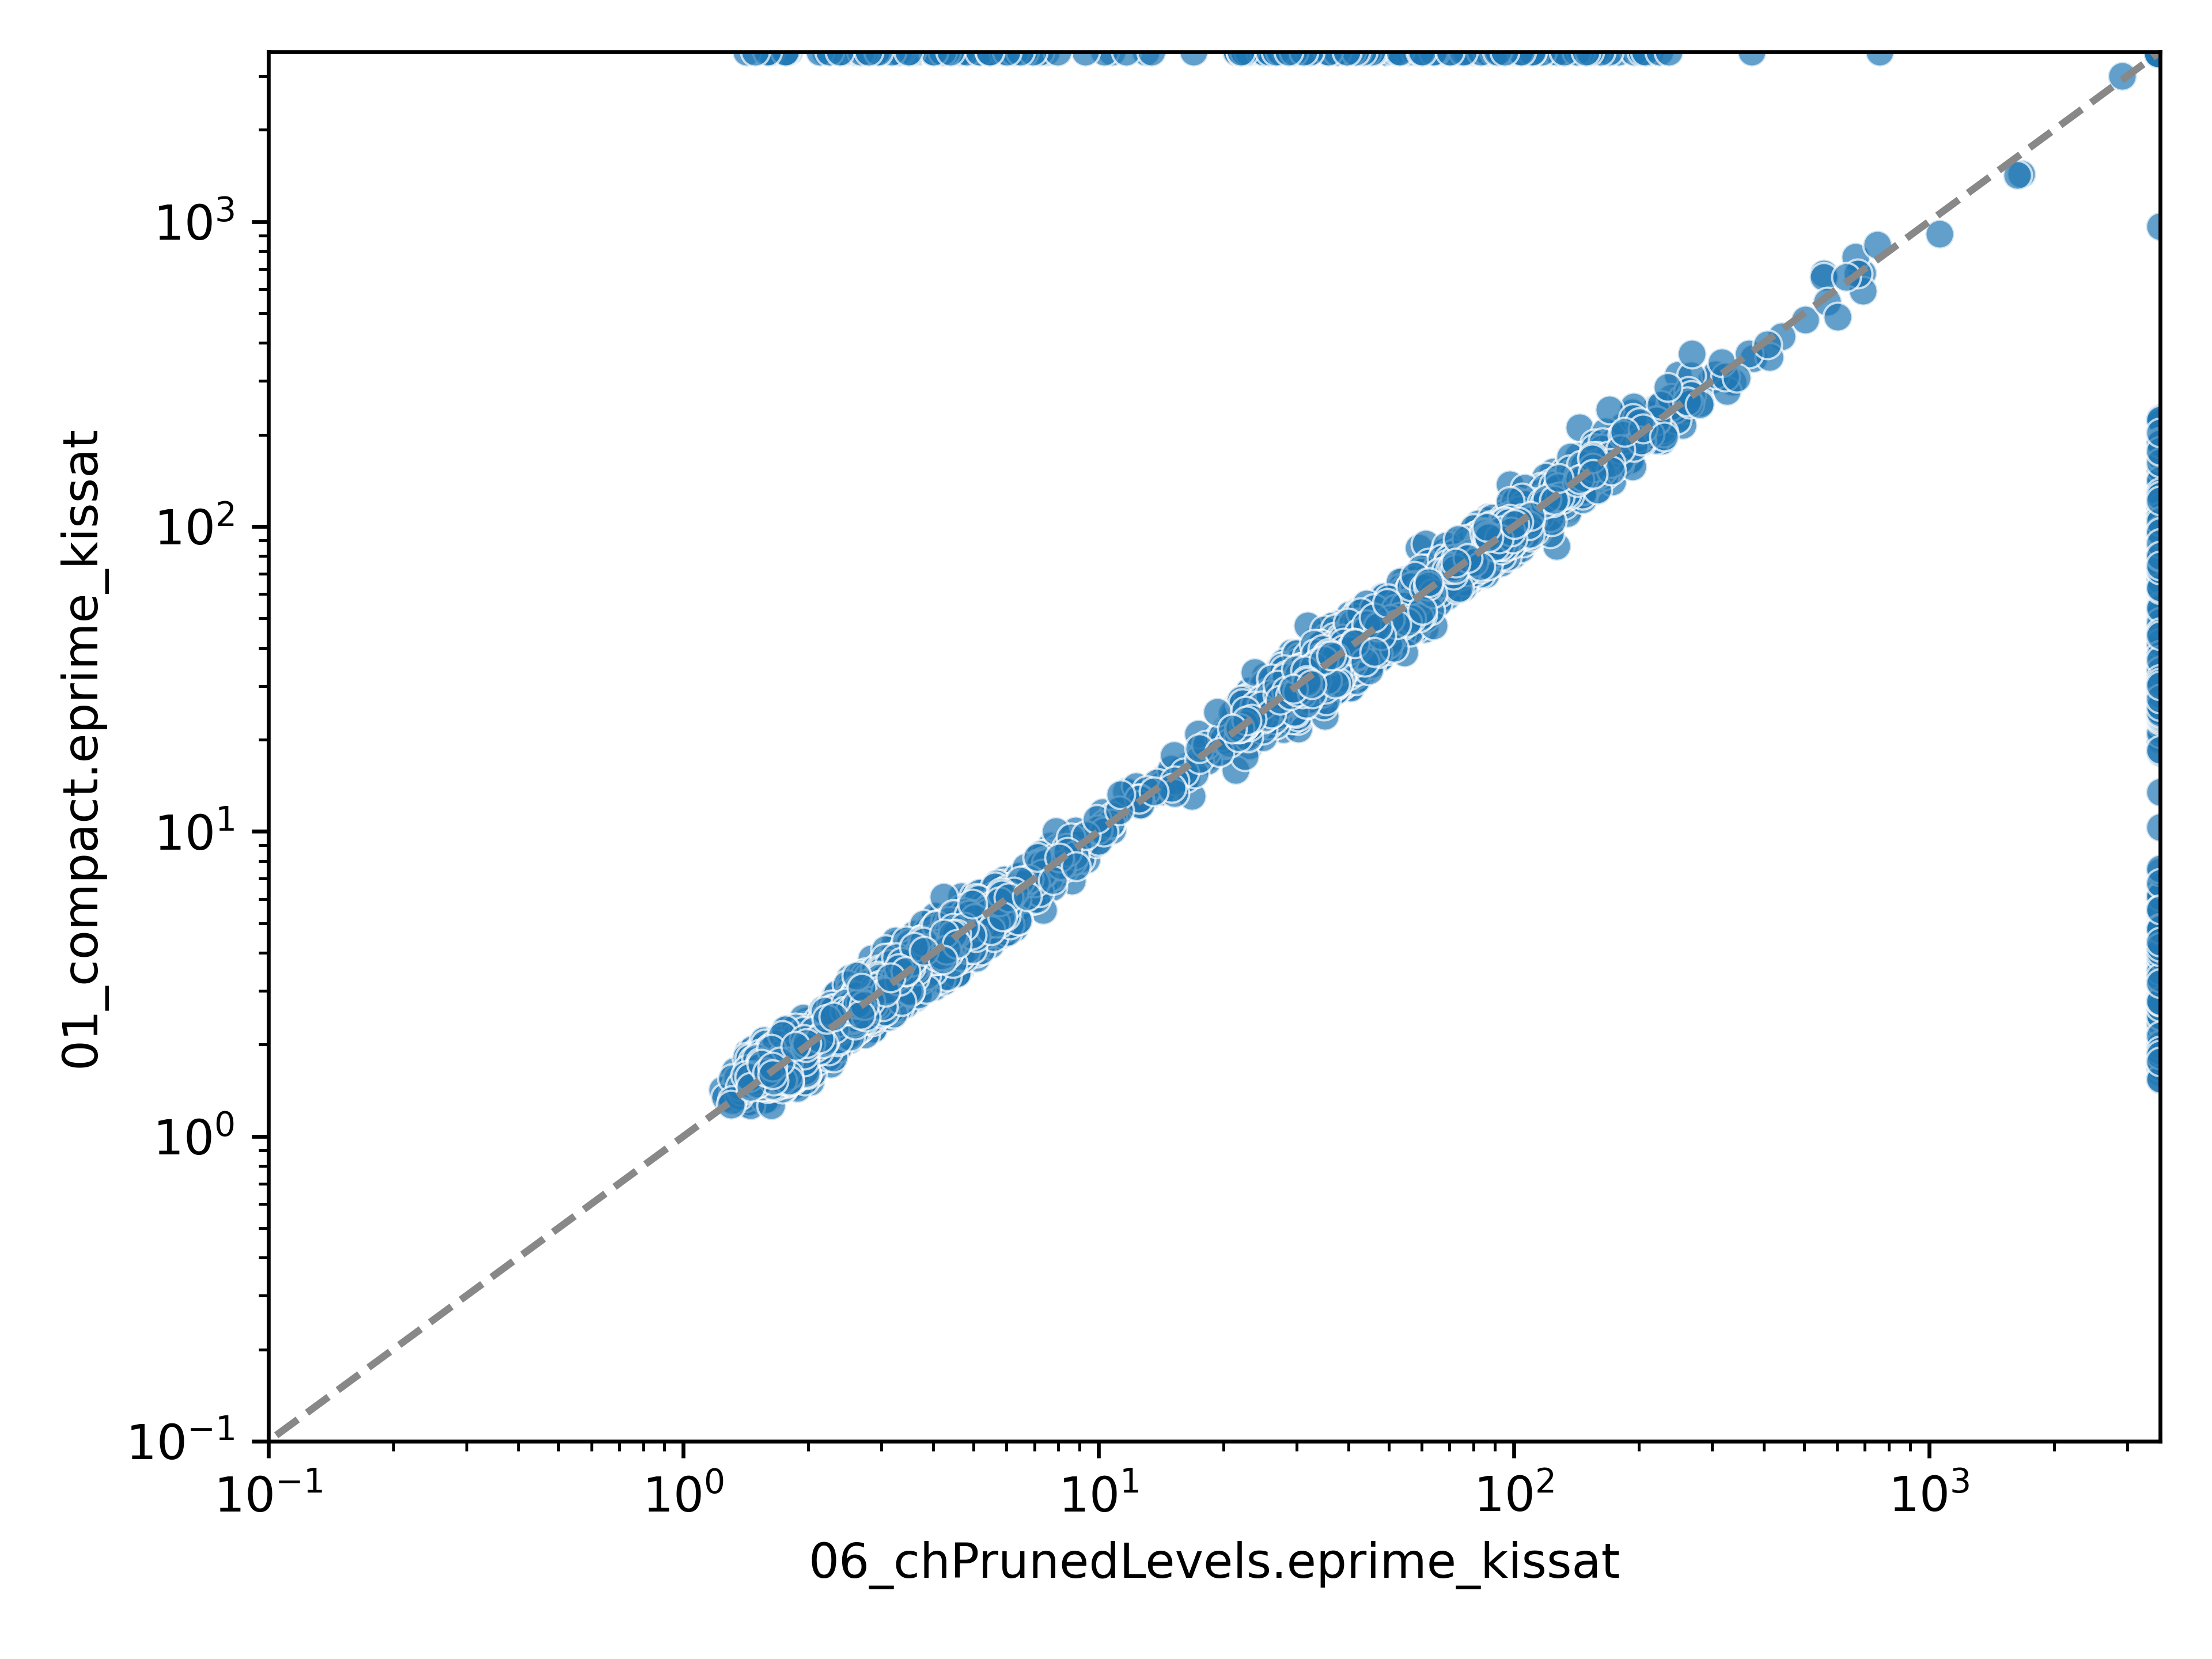 10³
10²
10¹
10⁰
10⁻¹
01_compact.eprime_kissat
10⁻¹ 10⁰ 10¹ 10² 10³
06_chPrunedLevels.eprime_kissat